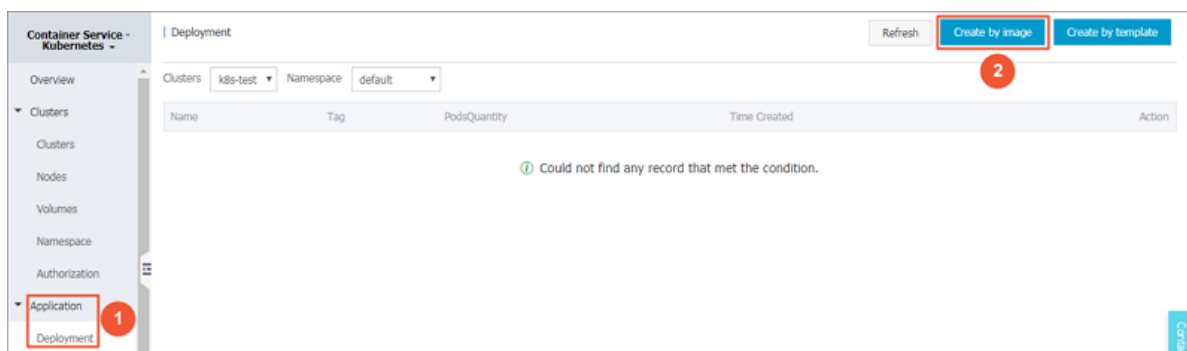 Container Service -
Kubernetes
Deployment
Refresh
Create by image
Create by template
2
Overview
Clusters k8s-test Namespace default
Clusters
Name Tag PodsQuantity Time Created Action
Clusters
Could not find any record that met the condition.
Nodes
Volumes
Namespace
Authorization
Application
1
Deployment